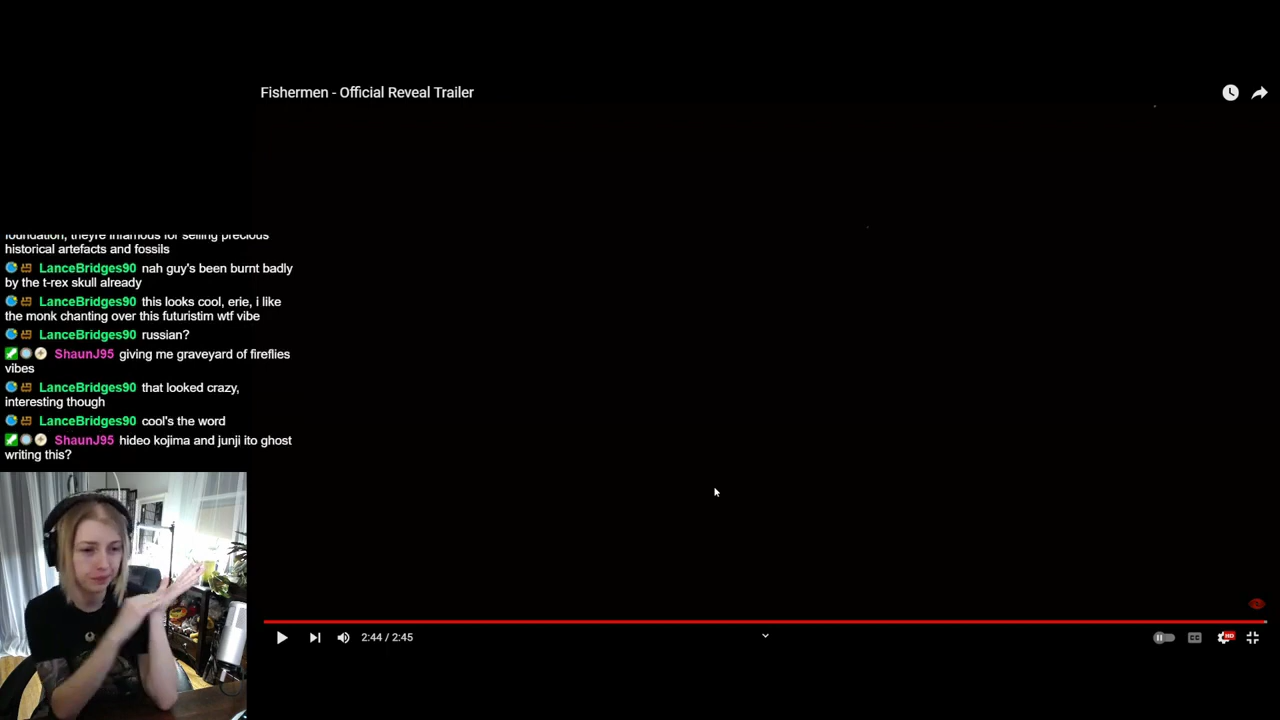 Fishermen - Official Reveal Trailer
foundation, theyre infamous for selling precious
historical artefacts and fossils
LanceBridges90 nah guy's been burnt badly
by the t-rex skull already
LanceBridges90 this looks cool, erie, i like
the monk chanting over this futuristim wtf vibe
LanceBridges90 russian?
ShaunJ95 giving me graveyard of fireflies
vibes
LanceBridges90 that looked crazy,
interesting though
LanceBridges90 cool's the word
ShaunJ95 hideo kojima and junji ito ghost
writing this?
2:44 / 2:45
CC
HD